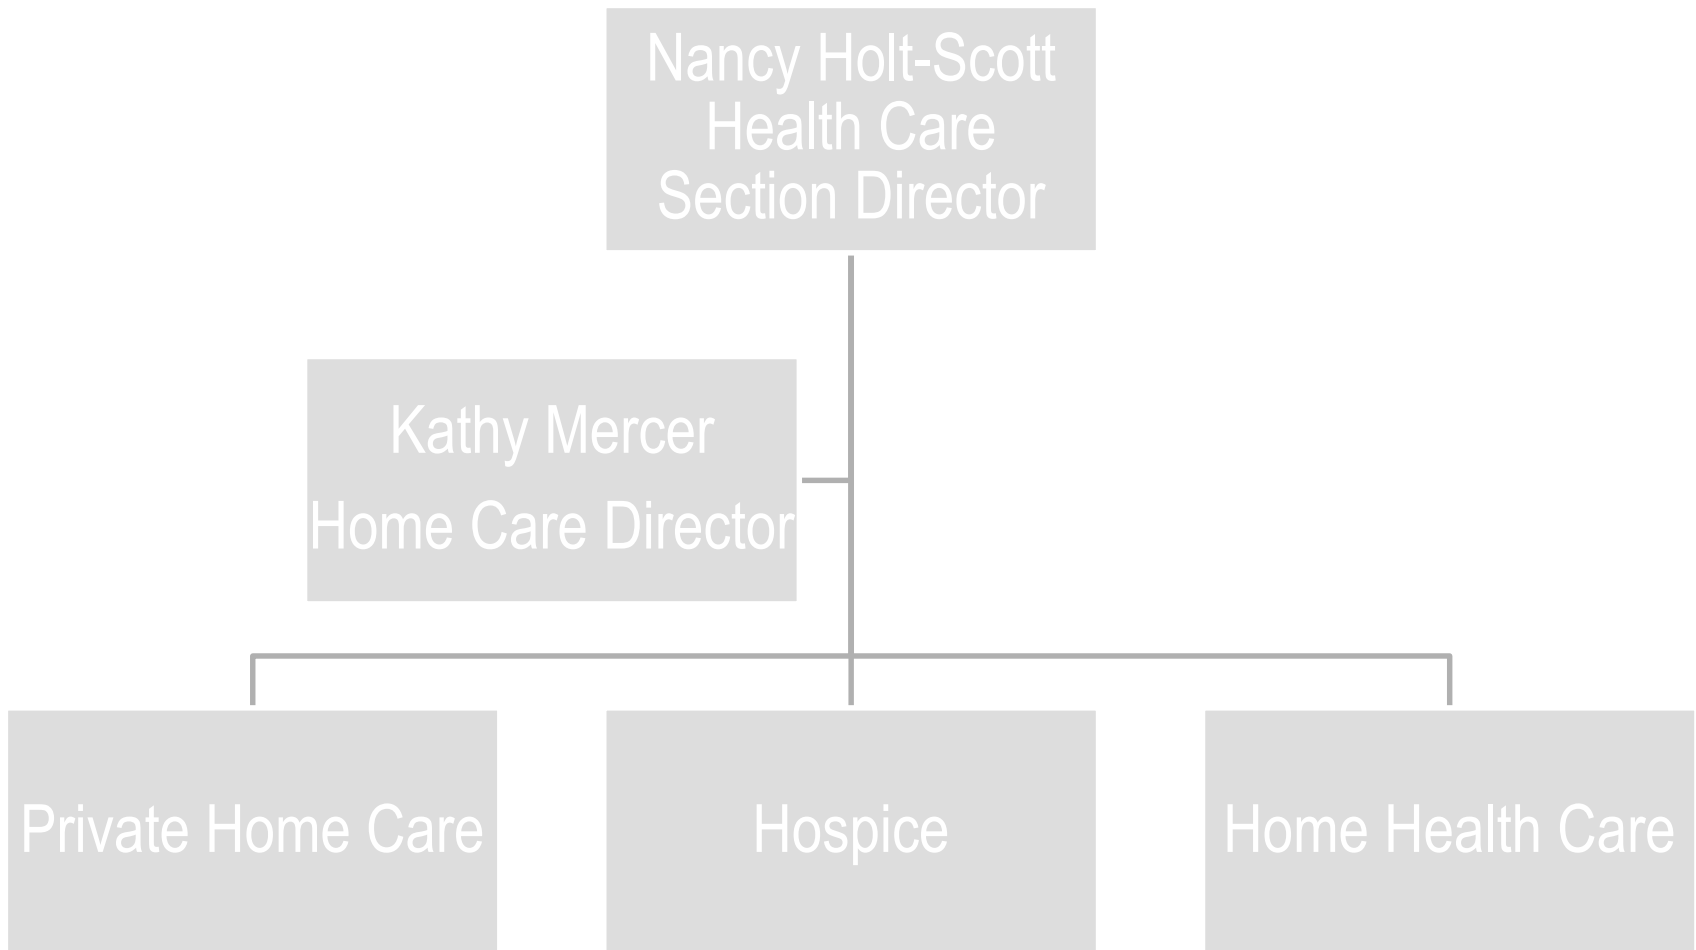 Nancy Holt-Scott
Health Care
Section Director
Kathy Mercer
Home Care Director
Private Home Care
Hospice
Home Health Care